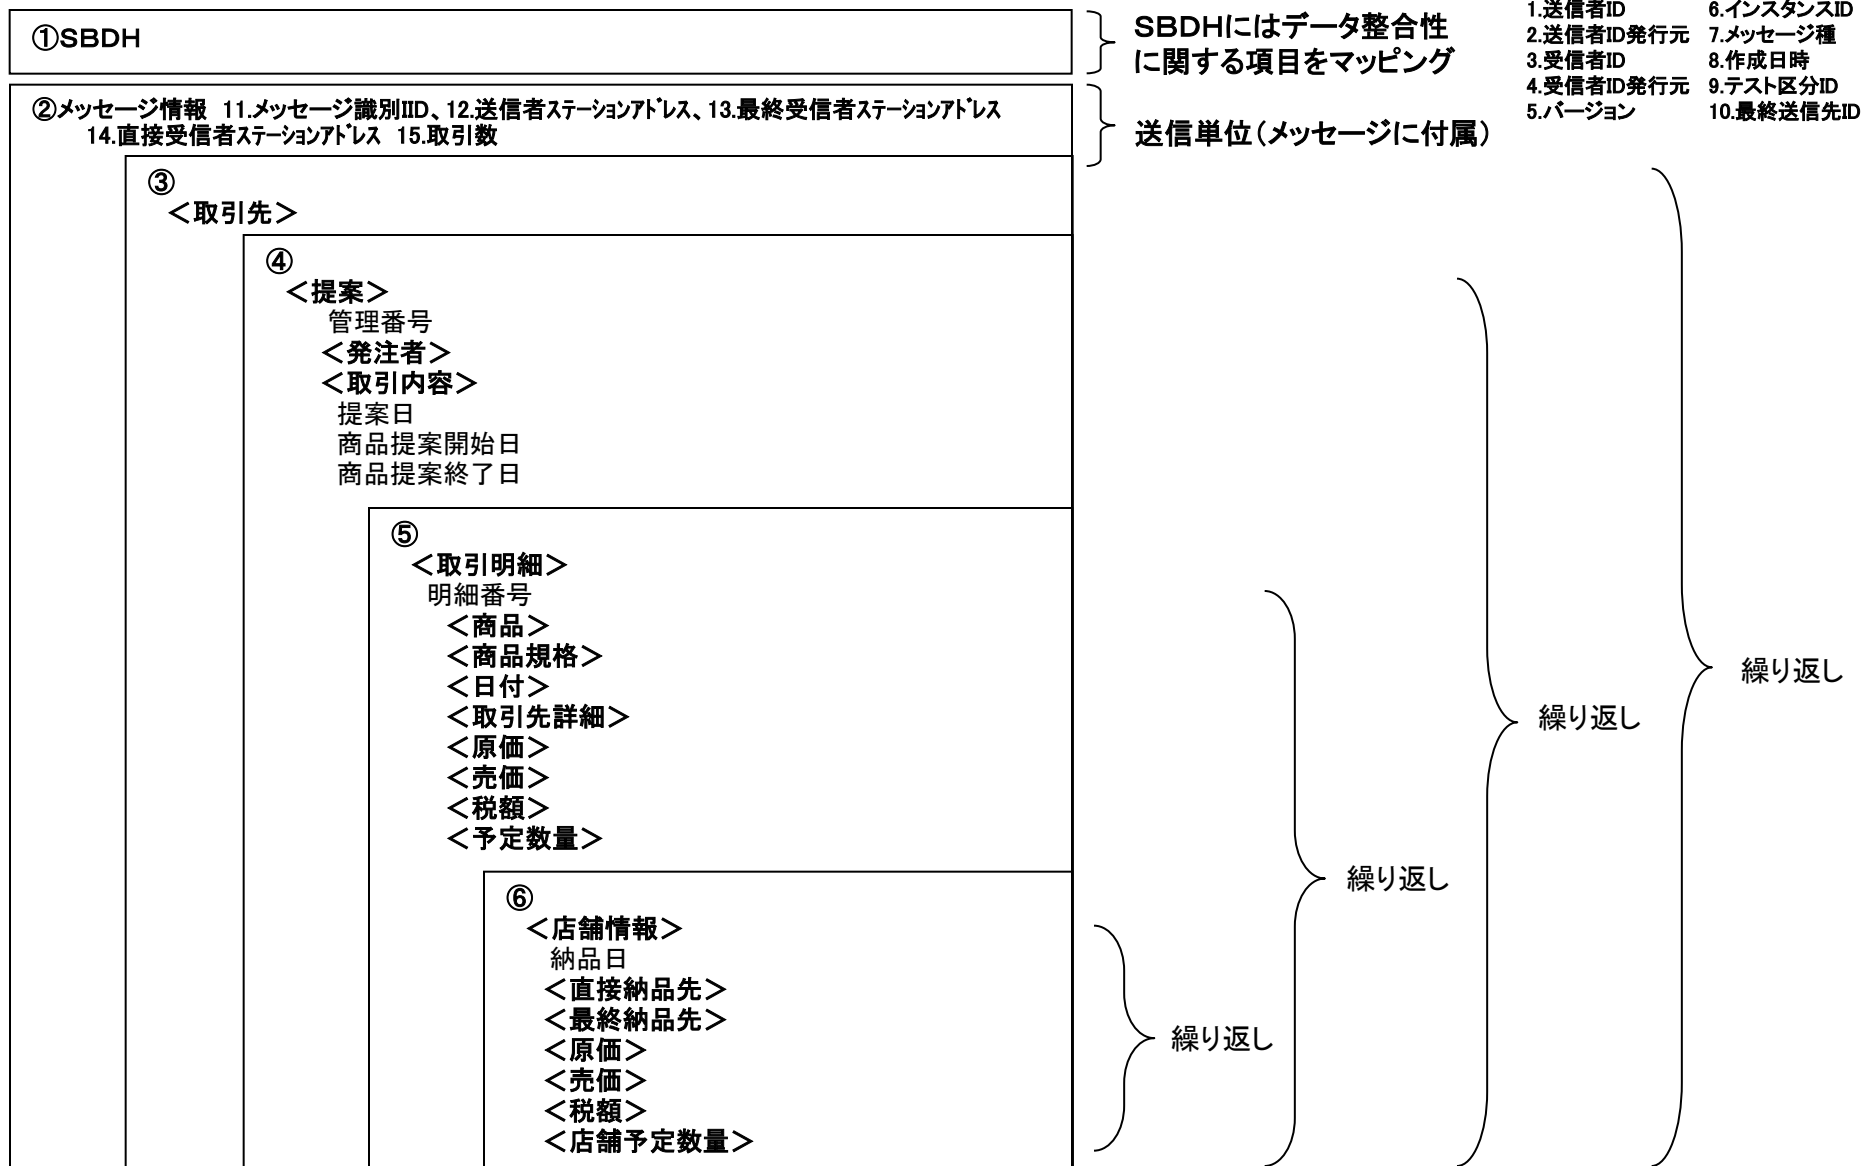 ①SBDH
SBDHにはデータ整合性
に関する項目をマッピング
1.送信者ID
2.送信者ID発行元
3.受信者ID
4.受信者ID発行元
5.バージョン
6.インスタンスID
7.メッセージ種
8.作成日時
9.テスト区分ID
10.最終送信先ID
②メッセージ情報 11.メッセージ識別IID、12.送信者ステーションアドレス、13.最終受信者ステーションアドレス
14.直接受信者ステーションアドレス 15.取引数
送信単位(メッセージに付属)
③
＜取引先＞
④
＜提案＞
管理番号
＜発注者＞
＜取引内容＞
提案日
商品提案開始日
商品提案終了日
⑤
＜取引明細＞
明細番号
＜商品＞
＜商品規格＞
＜日付＞
＜取引先詳細＞
＜原価＞
＜売価＞
＜税額＞
＜予定数量＞
⑥
＜店舗情報＞
納品日
＜直接納品先＞
＜最終納品先＞
＜原価＞
＜売価＞
＜税額＞
＜店舗予定数量＞
繰り返し
繰り返し
繰り返し
繰り返し